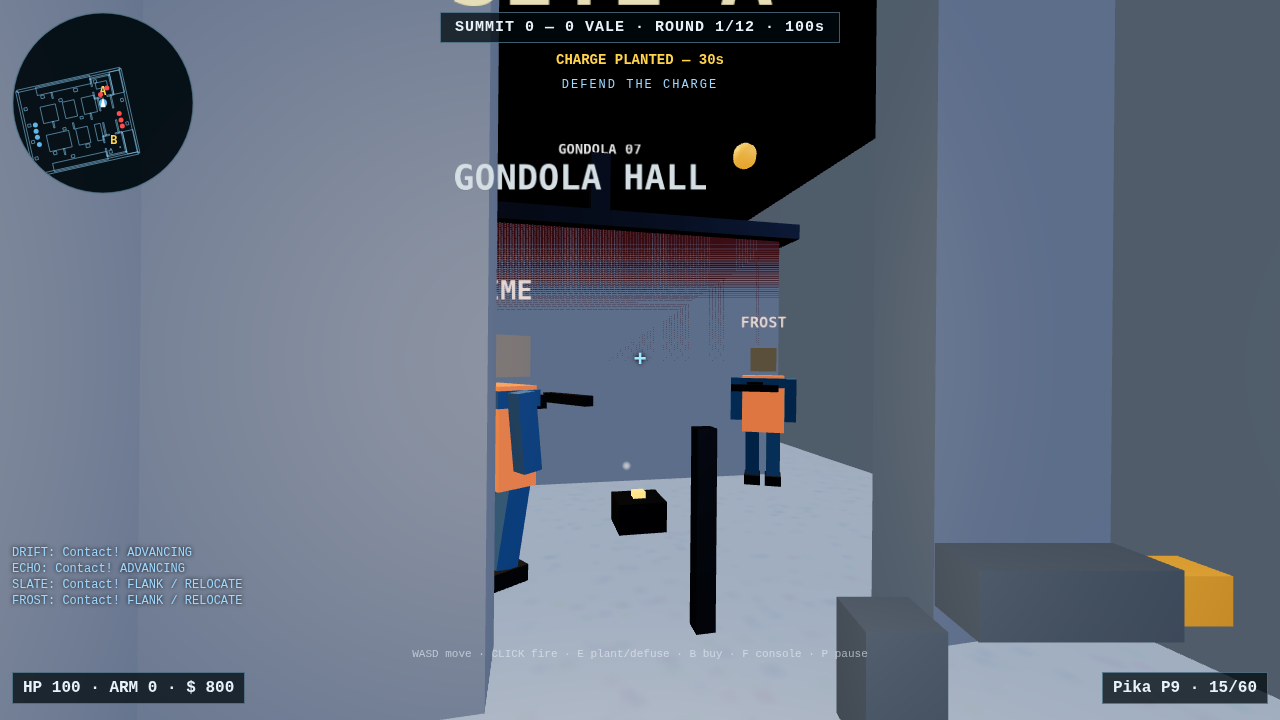 SUMMIT 0 — 0 VALE · ROUND 1/12 · 100s
CHARGE PLANTED — 30s
DEFEND THE CHARGE
A
B
GONDOLA 07
GONDOLA HALL
FROST
DRIFT: Contact! ADVANCING
ECHO: Contact! ADVANCING
SLATE: Contact! FLANK / RELOCATE
FROST: Contact! FLANK / RELOCATE
WASD move · CLICK fire · E plant/defuse · B buy · F console · P pause
HP 100 · ARM 0 · $ 800
Pika P9 · 15/60